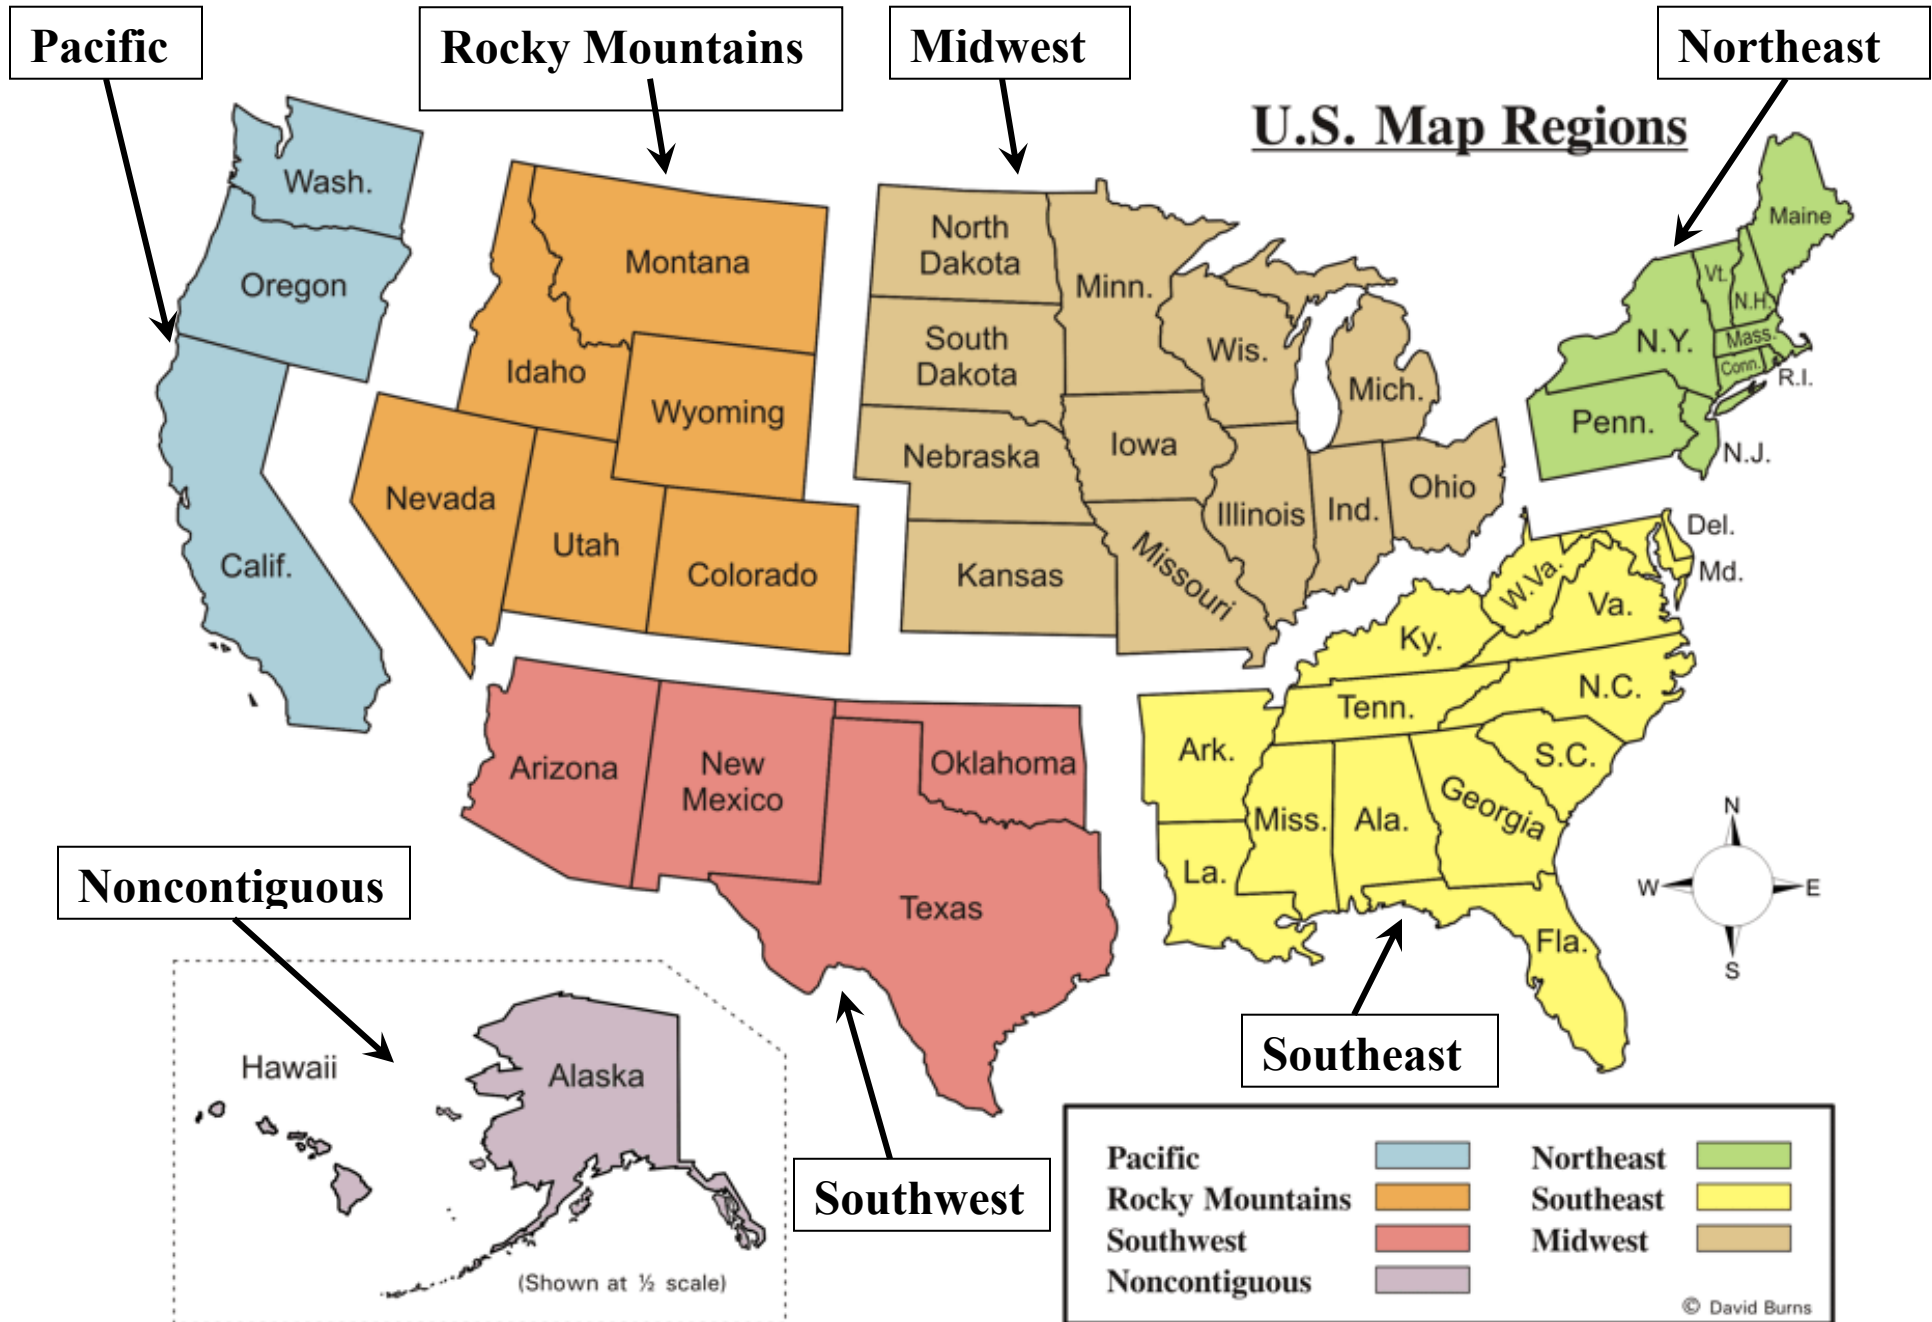 Pacific
Rocky Mountains
Midwest
Northeast
U.S. Map Regions
Wash.
Oregon
Calif.
Montana
Idaho
Wyoming
Nevada
Utah
Colorado
North
Dakota
South
Dakota
Nebraska
Kansas
Minn.
Iowa
Missouri
Wis.
Illinois
Mich.
Ind.
Ohio
Maine
Vt.
N.H.
N.Y.
Mass.
Conn.
R.I.
Penn.
N.J.
Del.
Md.
W.Va.
Va.
Ky.
Tenn.
N.C.
S.C.
Ark.
Miss.
Ala.
Georgia
La.
Fla.
Arizona
New
Mexico
Oklahoma
Texas
N
W
E
S
Noncontiguous
Hawaii
Alaska
(Shown at ½ scale)
Southwest
Southeast
Pacific
Rocky Mountains
Southwest
Noncontiguous
Northeast
Southeast
Midwest
© David Burns